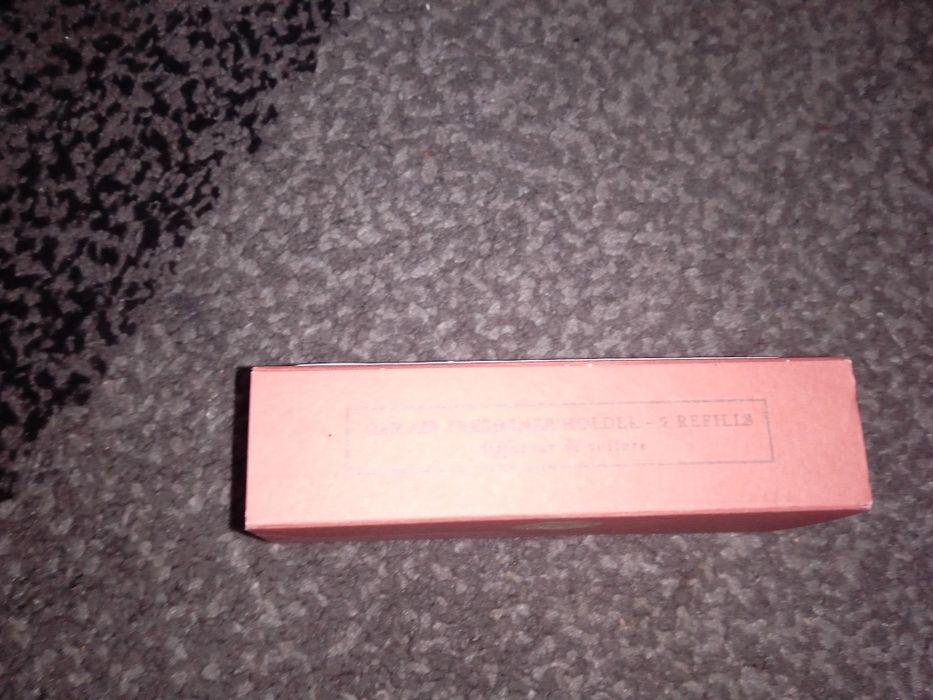 CAR AIR FRESHENER HOLDER - 2 REFILLS
Diffuseur de voiture